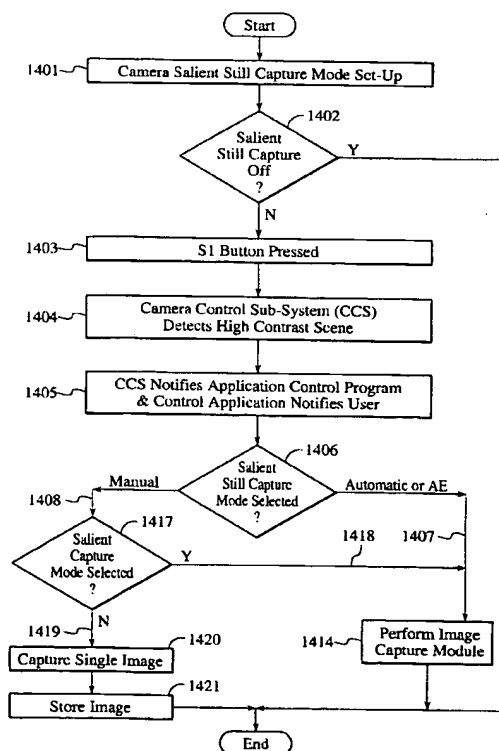 Start
1401
Camera Salient Still Capture Mode Set-Up
1402
Salient
Still Capture
Off
?
Y
N
1403
S1 Button Pressed
1404
Camera Control Sub-System (CCS)
Detects High Contrast Scene
1405
CCS Notifies Application Control Program
& Control Application Notifies User
1406
Salient
Still Capture
Mode Selected
?
Manual
Automatic or AE
1408
1417
Salient
Capture
Mode Selected
?
Y
1418
1407
N
1419
1420
Capture Single Image
1414
Perform Image
Capture Module
1421
Store Image
End